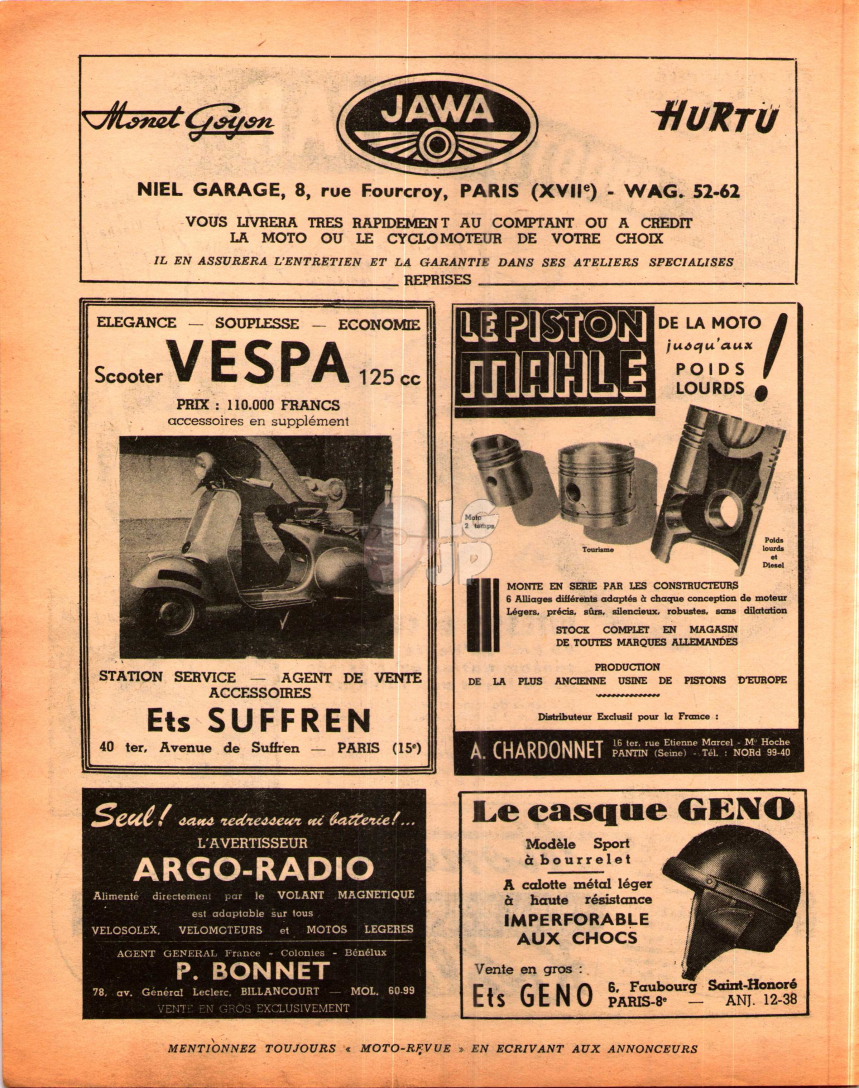 Monet Goyon
JAWA
HURTU
NIEL GARAGE, 8, rue Fourcroy, PARIS (XVIIe) - WAG. 52-62
VOUS LIVRERA TRES RAPIDEMENT AU COMPTANT OU A CREDIT
LA MOTO OU LE CYCLOMOTEUR DE VOTRE CHOIX
IL EN ASSURERA L'ENTRETIEN ET LA GARANTIE DANS SES ATELIERS SPECIALISES
REPRISES
ELEGANCE — SOUPLESSE — ECONOMIE
Scooter VESPA 125 cc
PRIX : 110.000 FRANCS
accessoires en supplément
STATION SERVICE — AGENT DE VENTE
ACCESSOIRES
Ets SUFFREN
40 ter, Avenue de Suffren — PARIS (15e)
LE PISTON
MAHLE
DE LA MOTO
jusqu'aux
POIDS
LOURDS !
Moto
2 temps
Tourisme
Poids
lourds
et
Diesel
LC
JP
MONTE EN SERIE PAR LES CONSTRUCTEURS
6 Alliages différents adaptés à chaque conception de moteur
Légers, précis, sûrs, silencieux, robustes, sans dilatation
STOCK COMPLET EN MAGASIN
DE TOUTES MARQUES ALLEMANDES
PRODUCTION
DE LA PLUS ANCIENNE USINE DE PISTONS D'EUROPE
Distributeur Exclusif pour la France :
A. CHARDONNET
16 ter, rue Etienne Marcel - Mo Hoche
PANTIN (Seine) - Tél. : NORd 99-40
Seul ! sans redresseur ni batterie !...
L'AVERTISSEUR
ARGO-RADIO
Alimenté directement par le VOLANT MAGNETIQUE
est adaptable sur tous
VELOSOLEX, VELOMOTEURS et MOTOS LEGERES
AGENT GENERAL France - Colonies - Bénélux
P. BONNET
78, av. Général Leclerc, BILLANCOURT — MOL. 60-99
VENTE EN GROS EXCLUSIVEMENT
Le casque GENO
Modèle Sport
à bourrelet
A calotte métal léger
à haute résistance
IMPERFORABLE
AUX CHOCS
Vente en gros :
Ets GENO
6, Faubourg Saint-Honoré
PARIS-8e — ANJ. 12-38
MENTIONNEZ TOUJOURS « MOTO-REVUE » EN ECRIVANT AUX ANNONCEURS